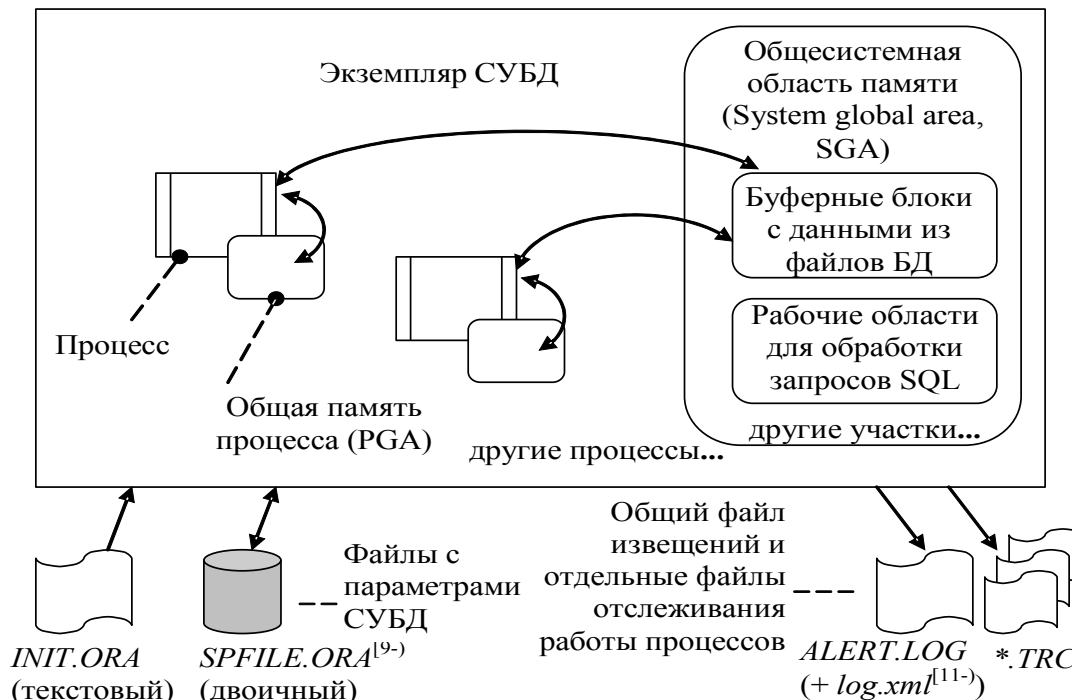 Экземпляр СУБД
Общесистемная
область памяти
(System global area,
SGA)
Буферные блоки
с данными из
файлов БД
Рабочие области
для обработки
запросов SQL
другие участки...
Процесс
Общая память
процесса (PGA)
другие процессы...
INIT.ORA
(текстовый)
SPFILE.ORA[9-)
(двоичный)
Файлы с
параметрами
СУБД
Общий файл
извещений и
отдельные файлы
отслеживания
работы процессов
ALERT.LOG
(+ log.xml[11-))
*.TRC